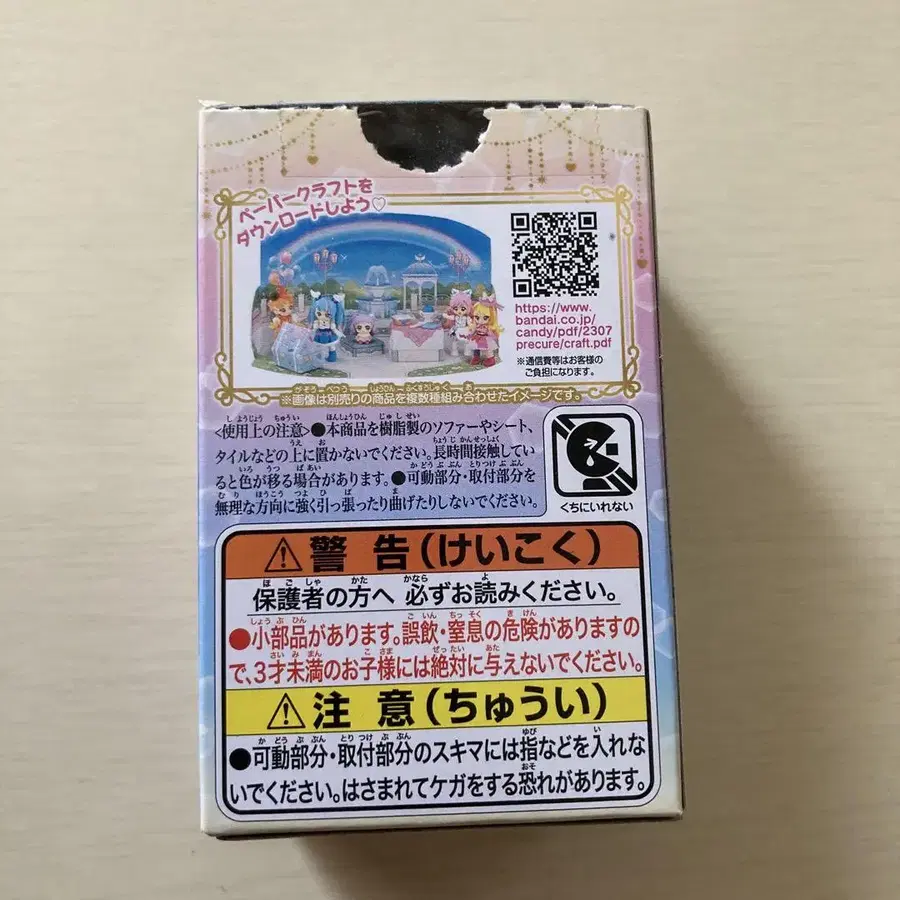 ペーパークラフトを
ダウンロードしよう♡
https://www.
bandai.co.jp/
candy/pdf/2307
precure/craft.pdf
※通信費等はお客様の
ご負担になります。
※画像は別売りの商品を複数種組み合わせたイメージです。
<使用上の注意>●本商品を樹脂製のソファーやシート、
タイルなどの上に置かないでください。長時間接触してい
ると色が移る場合があります。●可動部分・取付部分を
無理な方向に強く引っ張ったり曲げたりしないでください。
くちにいれない
⚠警告(けいこく)
保護者の方へ 必ずお読みください。
●小部品があります。誤飲・窒息の危険がありますの
で、3才未満のお子様には絶対に与えないでください。
⚠注意(ちゅうい)
●可動部分・取付部分のスキマには指などを入れな
いでください。はさまれてケガをする恐れがあります。